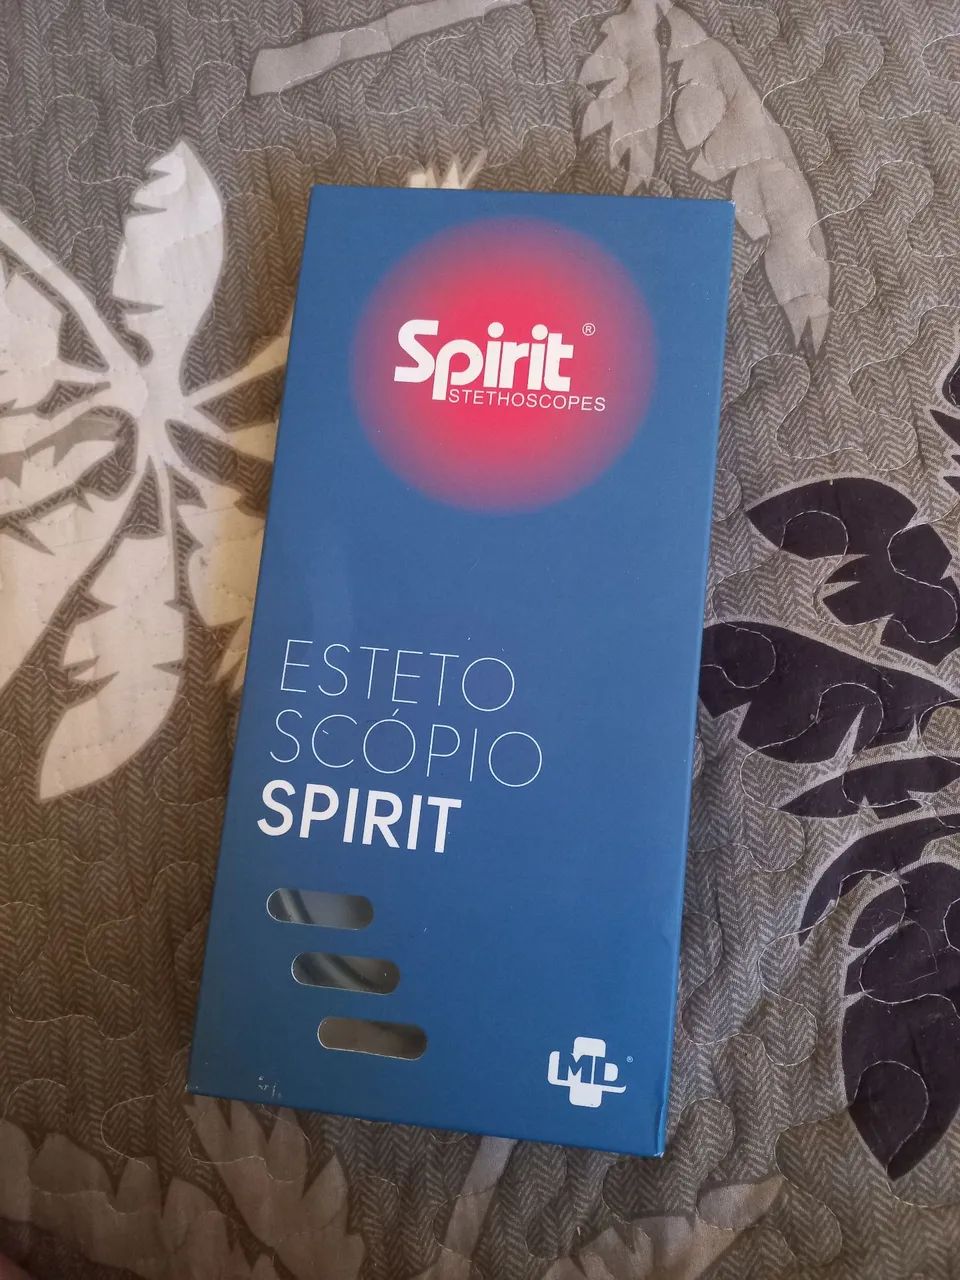 Spirit ®
STETHOSCOPES
ESTETO
SCÓPIO
SPIRIT
MD ®